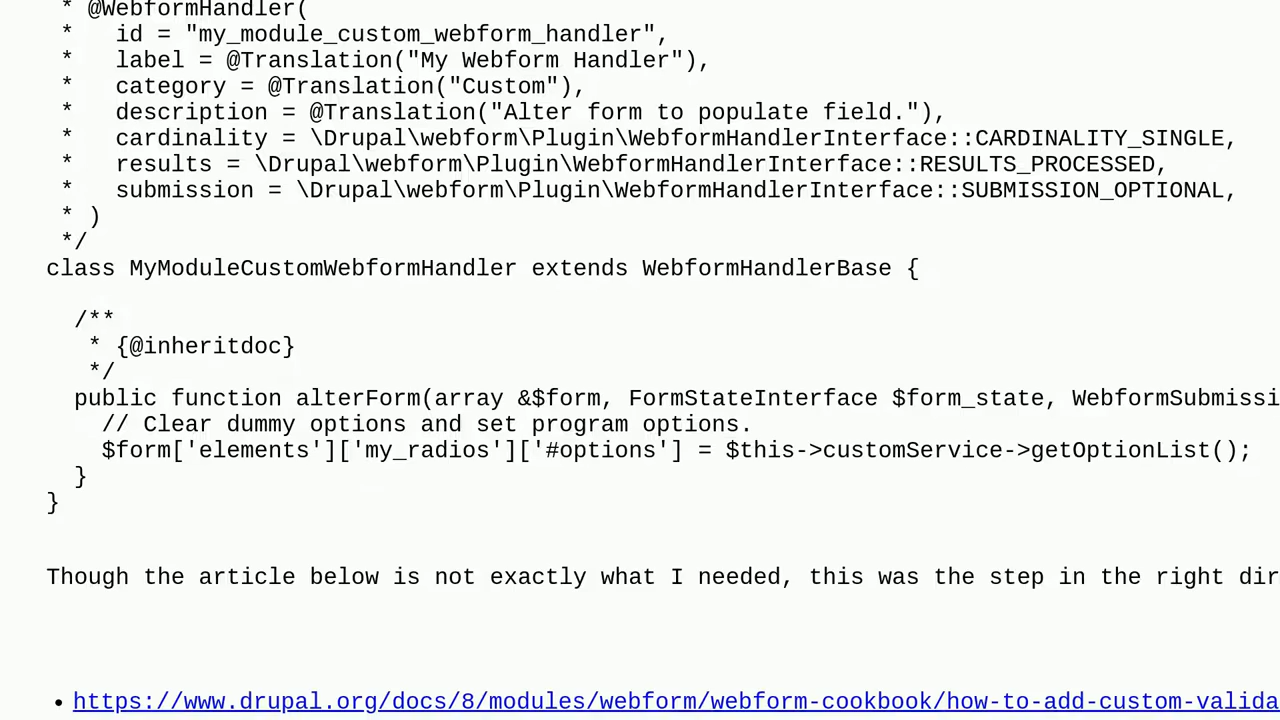 * @WebformHandler(
*   id = "my_module_custom_webform_handler",
*   label = @Translation("My Webform Handler"),
*   category = @Translation("Custom"),
*   description = @Translation("Alter form to populate field."),
*   cardinality = \Drupal\webform\Plugin\WebformHandlerInterface::CARDINALITY_SINGLE,
*   results = \Drupal\webform\Plugin\WebformHandlerInterface::RESULTS_PROCESSED,
*   submission = \Drupal\webform\Plugin\WebformHandlerInterface::SUBMISSION_OPTIONAL,
* )
*/
class MyModuleCustomWebformHandler extends WebformHandlerBase {
/**
* {@inheritdoc}
*/
public function alterForm(array &$form, FormStateInterface $form_state, WebformSubmissi
// Clear dummy options and set program options.
$form['elements']['my_radios']['#options'] = $this->customService->getOptionList();
}
}
Though the article below is not exactly what I needed, this was the step in the right dir
• https://www.drupal.org/docs/8/modules/webform/webform-cookbook/how-to-add-custom-valida